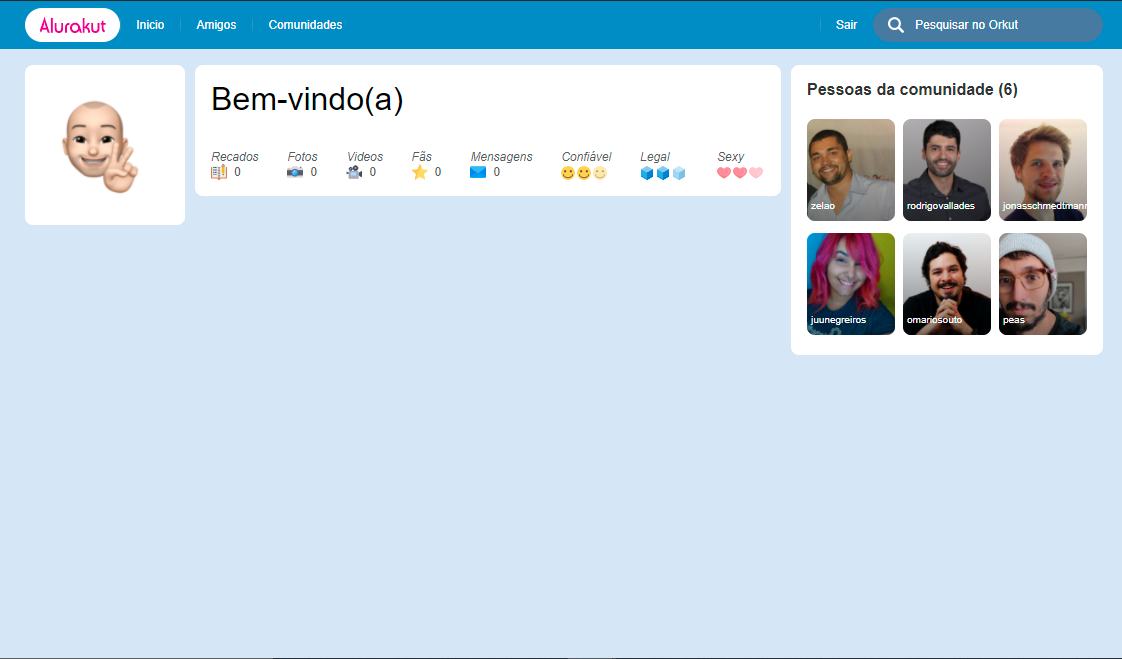 Alurakut
Inicio
Amigos
Comunidades
Sair
Pesquisar no Orkut
Bem-vindo(a)
Recados Fotos Videos Fãs Mensagens Confiável Legal Sexy
0 0 0 0 0
Pessoas da comunidade (6)
zelao
rodrigovallades
jonasschmedtmann
juunegreiros
omariosouto
peas